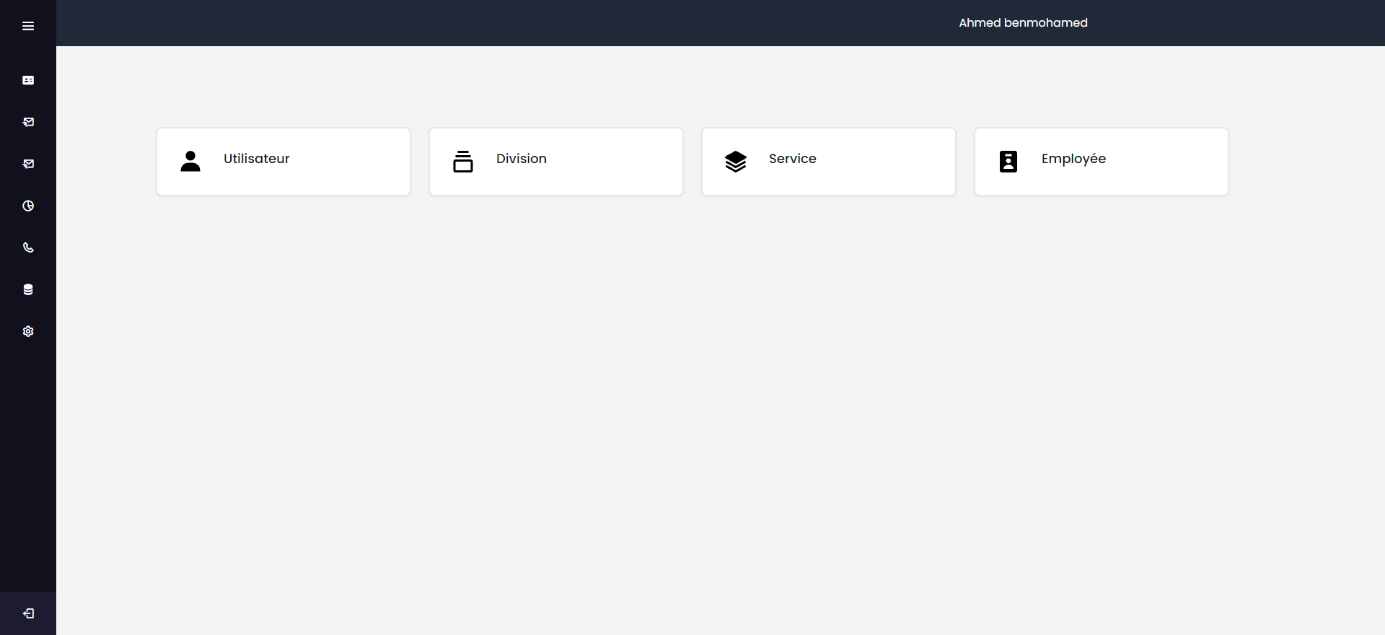 Ahmed benmohamed
Utilisateur
Division
Service
Employée